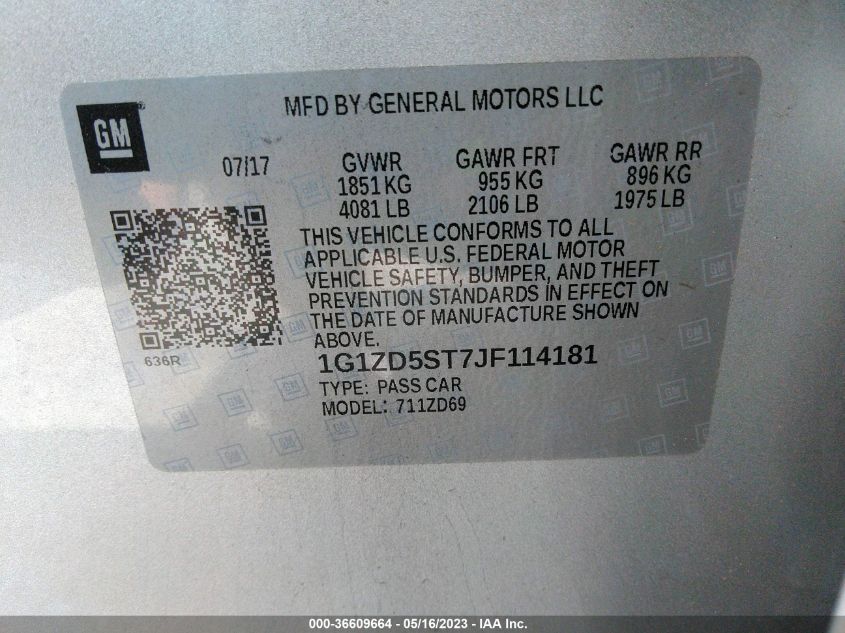 GM
MFD BY GENERAL MOTORS LLC
07/17 GVWR GAWR FRT GAWR RR
1851 KG 955 KG 896 KG
4081 LB 2106 LB 1975 LB
THIS VEHICLE CONFORMS TO ALL
APPLICABLE U.S. FEDERAL MOTOR
VEHICLE SAFETY, BUMPER, AND THEFT
PREVENTION STANDARDS IN EFFECT ON
THE DATE OF MANUFACTURE SHOWN
ABOVE.
636R
1G1ZD5ST7JF114181
TYPE: PASS CAR
MODEL: 711ZD69
000-36609664 - 05/16/2023 - IAA Inc.